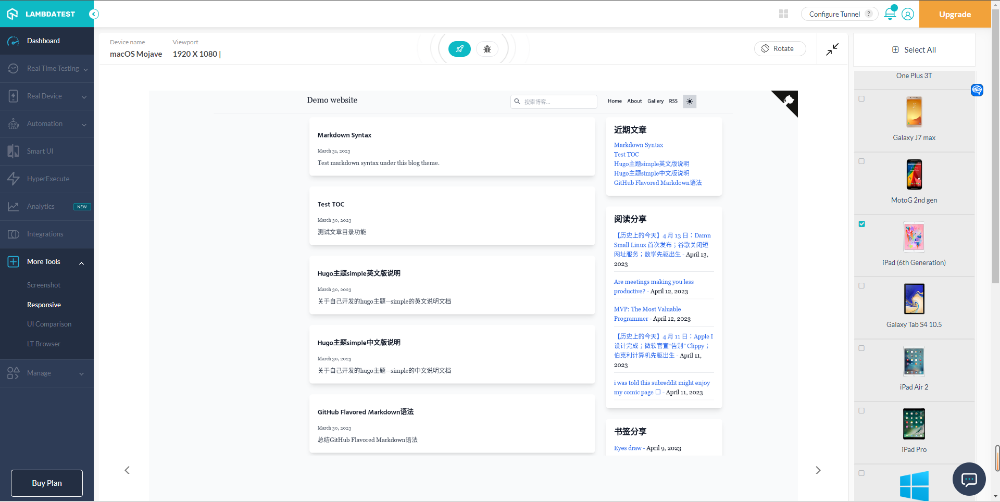 LAMBDATEST
Configure Tunnel ?
Upgrade
Dashboard
Real Time Testing
Real Device
Automation
Smart UI
HyperExecute
Analytics NEW
Integrations
More Tools
Screenshot
Responsive
UI Comparison
LT Browser
Manage
Buy Plan
Device name Viewport
macOS Mojave 1920 X 1080 |
Rotate
Demo website
搜索博客...
Home About Gallery RSS
Markdown Syntax
March 31, 2023
Test markdown syntax under this blog theme.
Test TOC
March 30, 2023
测试文章目录功能
Hugo主题simple英文版说明
March 30, 2023
关于自己开发的hugo主题—simple的英文说明文档
Hugo主题simple中文版说明
March 30, 2023
关于自己开发的hugo主题—simple的中文说明文档
GitHub Flavored Markdown语法
March 30, 2023
总结GitHub Flavored Markdown语法
近期文章
Markdown Syntax
Test TOC
Hugo主题simple英文版说明
Hugo主题simple中文版说明
GitHub Flavored Markdown语法
阅读分享
【历史上的今天】4 月 13 日：Damn
Small Linux 首次发布；谷歌关闭短
网址服务；数学先驱出生 - April 13,
2023
Are meetings making you less
productive? - April 12, 2023
MVP: The Most Valuable
Programmer - April 12, 2023
【历史上的今天】4 月 11 日：Apple I
设计完成；微软官宣“告别” Clippy；
伯克利计算机先驱出生 - April 11,
2023
i was told this subreddit might enjoy
my comic page □ - April 11, 2023
书签分享
Eyes draw - April 9, 2023
Select All
One Plus 3T
Galaxy J7 max
MotoG 2nd gen
iPad (6th Generation)
Galaxy Tab S4 10.5
iPad Air 2
iPad Pro